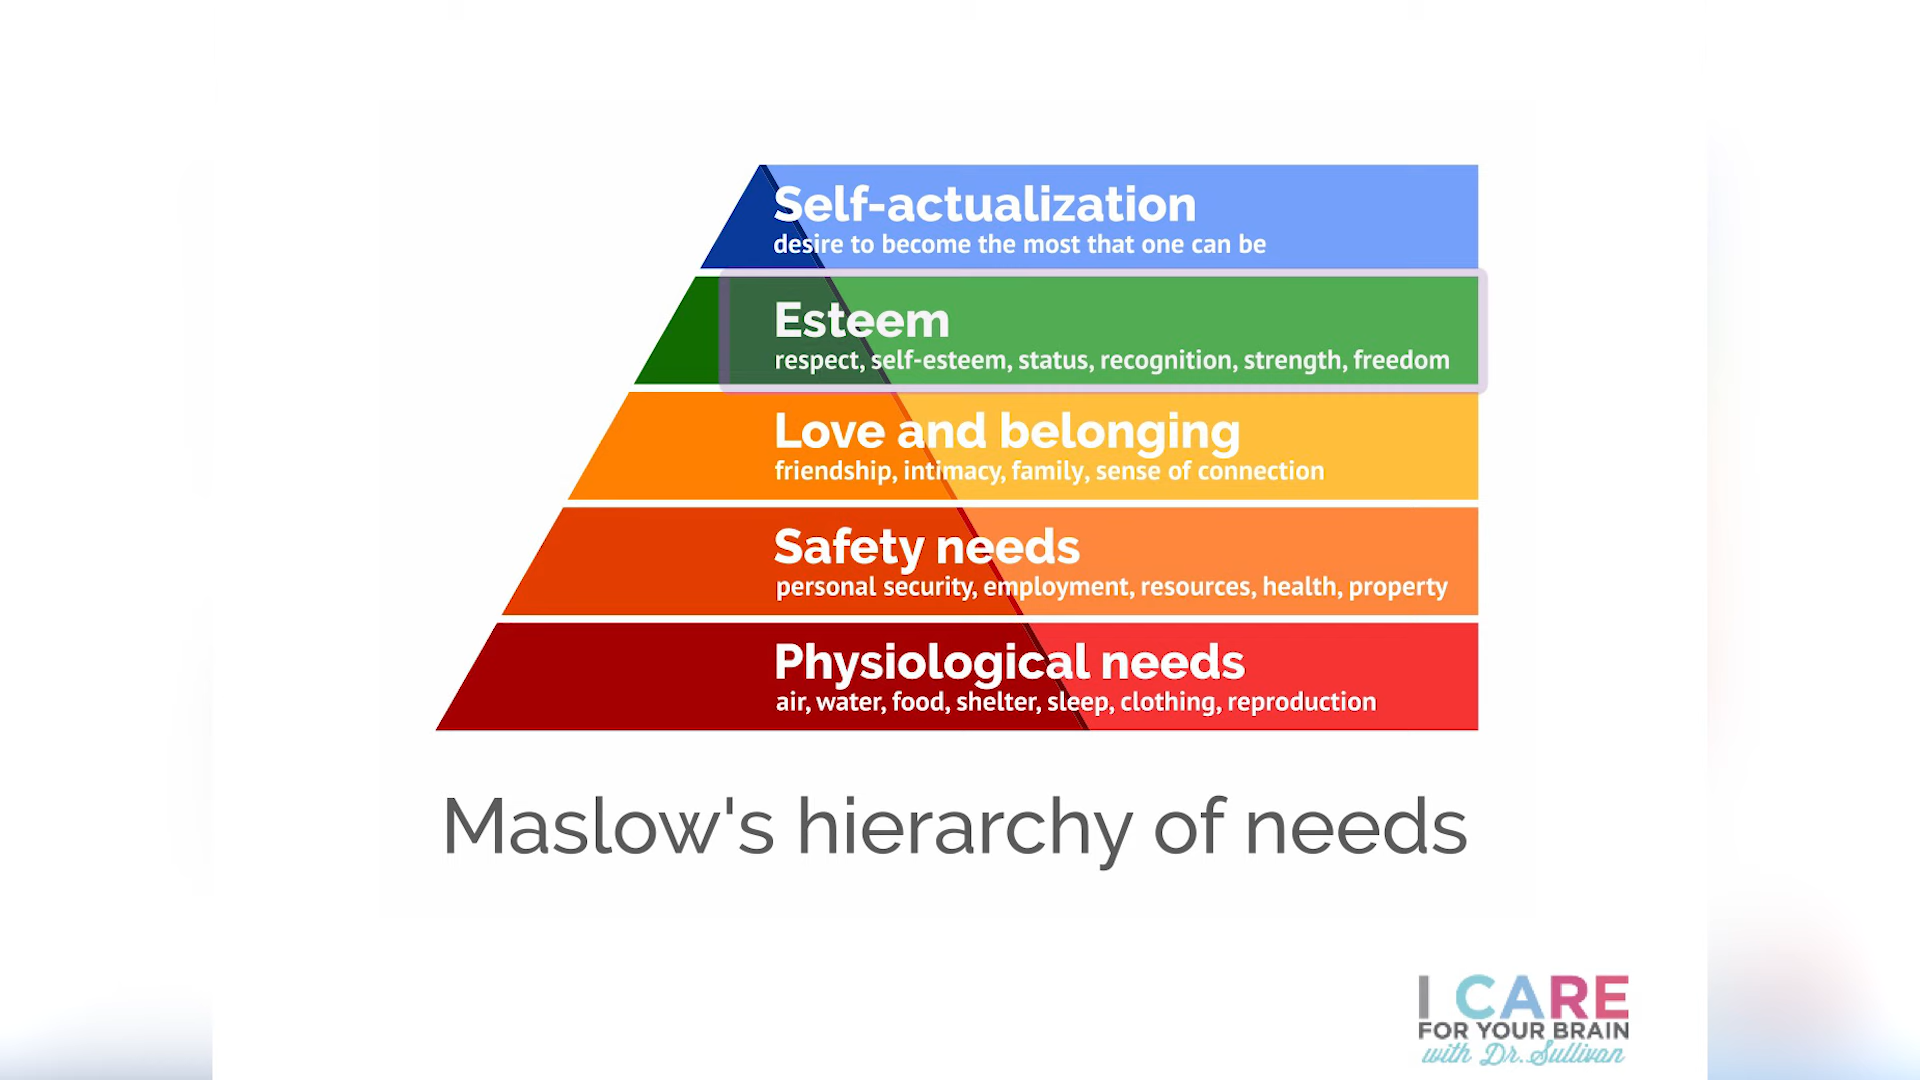 Self-actualization
desire to become the most that one can be
Esteem
respect, self-esteem, status, recognition, strength, freedom
Love and belonging
friendship, intimacy, family, sense of connection
Safety needs
personal security, employment, resources, health, property
Physiological needs
air, water, food, shelter, sleep, clothing, reproduction
Maslow's hierarchy of needs
I CARE
FOR YOUR BRAIN
with Dr. Sullivan